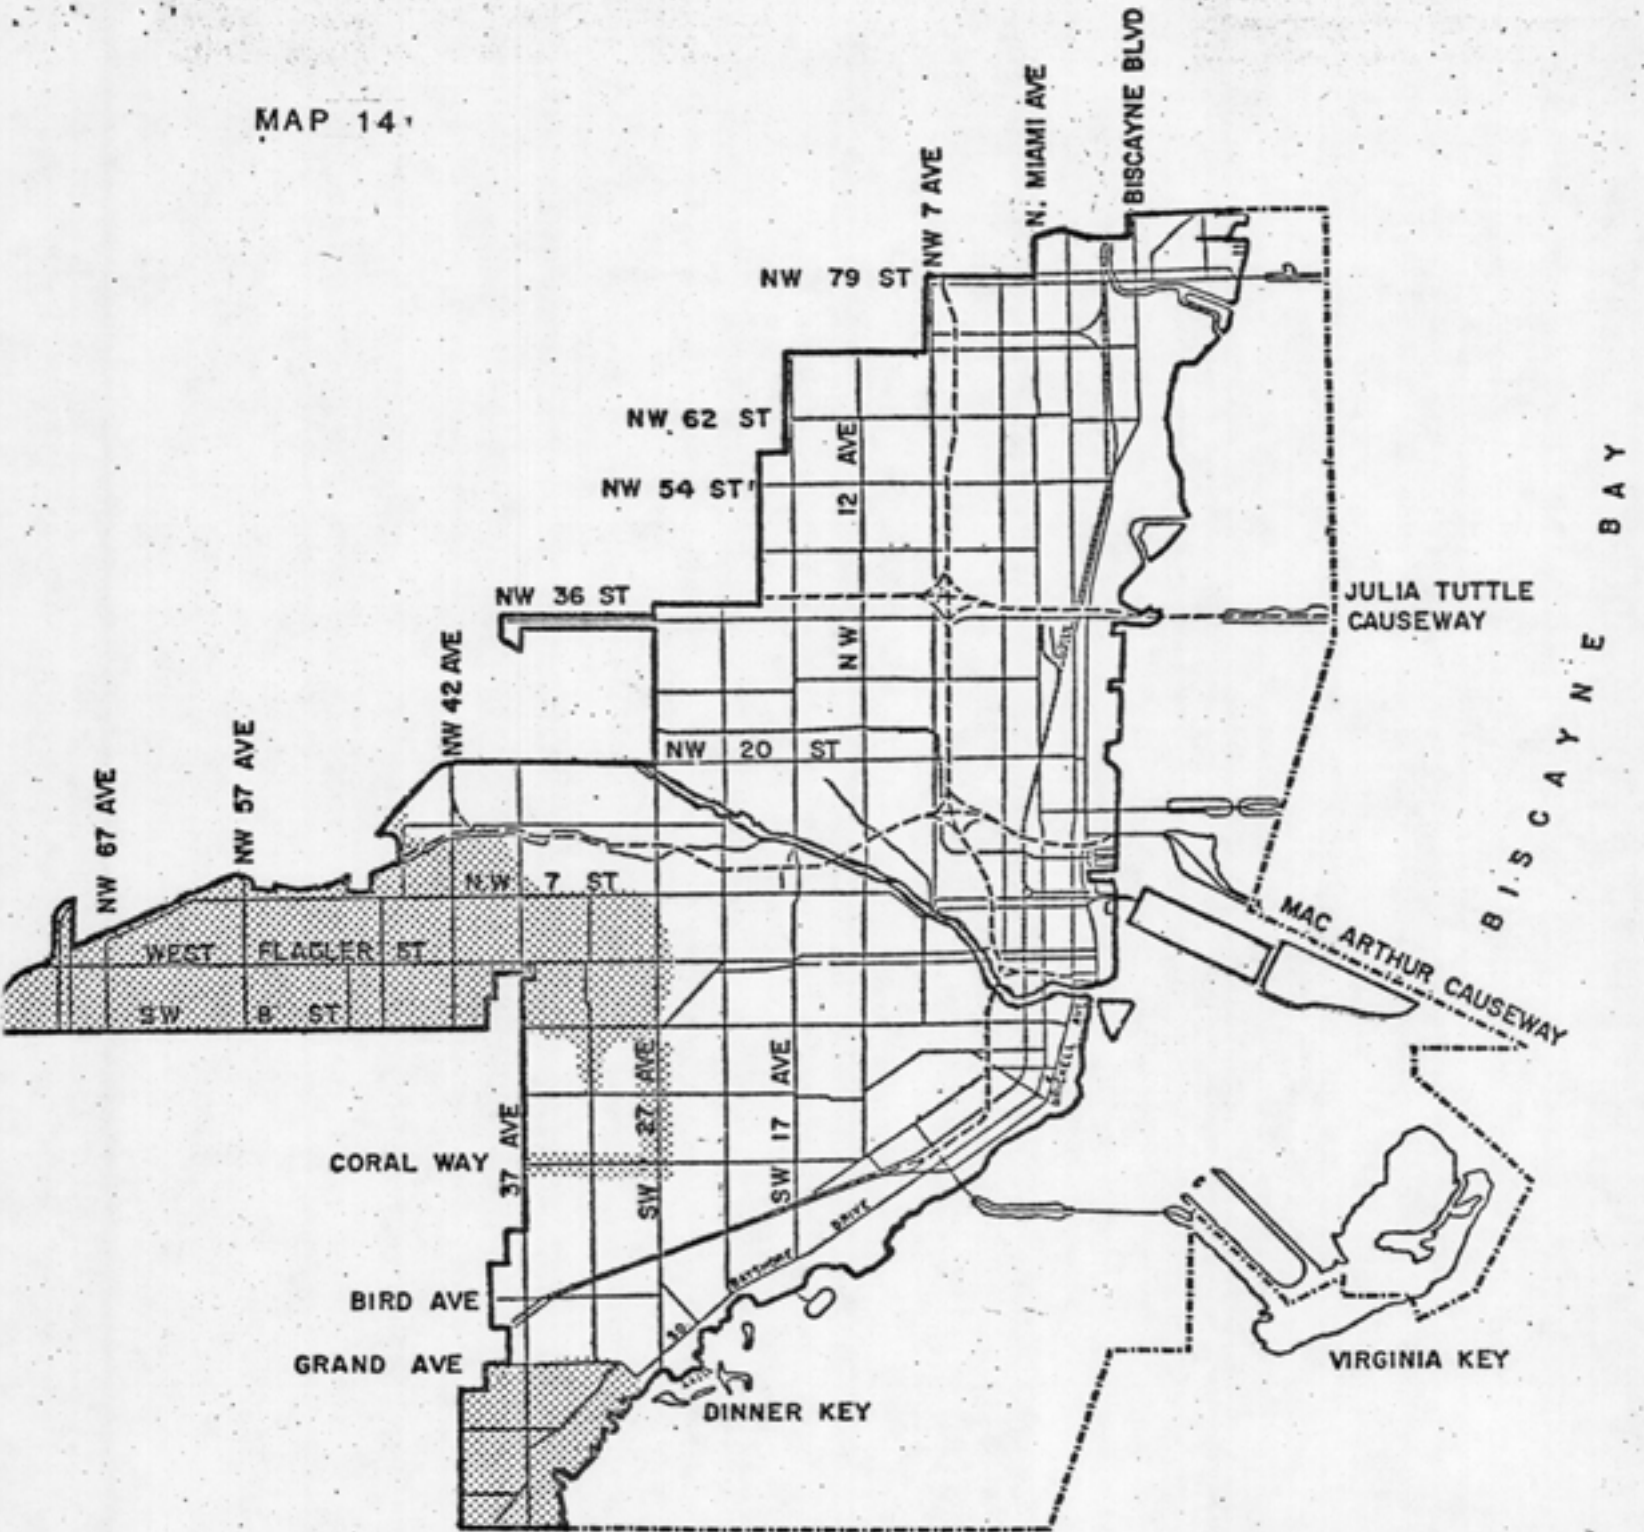 MAP 14
BISCAYNE BLVD
N. MIAMI AVE
NW 7 AVE
NW 79 ST
NW 62 ST
12 AVE
NW
NW 54 ST
NW 36 ST
JULIA TUTTLE
CAUSEWAY
BISCAYNE BAY
NW 42 AVE
NW 57 AVE
NW 67 AVE
NW 20 ST
NW 7 ST
WEST FLAGLER ST
SW 8 ST
MAC ARTHUR CAUSEWAY
BRICKELL AVE
SW 27 AVE
SW 17 AVE
37 AVE
CORAL WAY
SO BAYSHORE DRIVE
BIRD AVE
GRAND AVE
DINNER KEY
VIRGINIA KEY